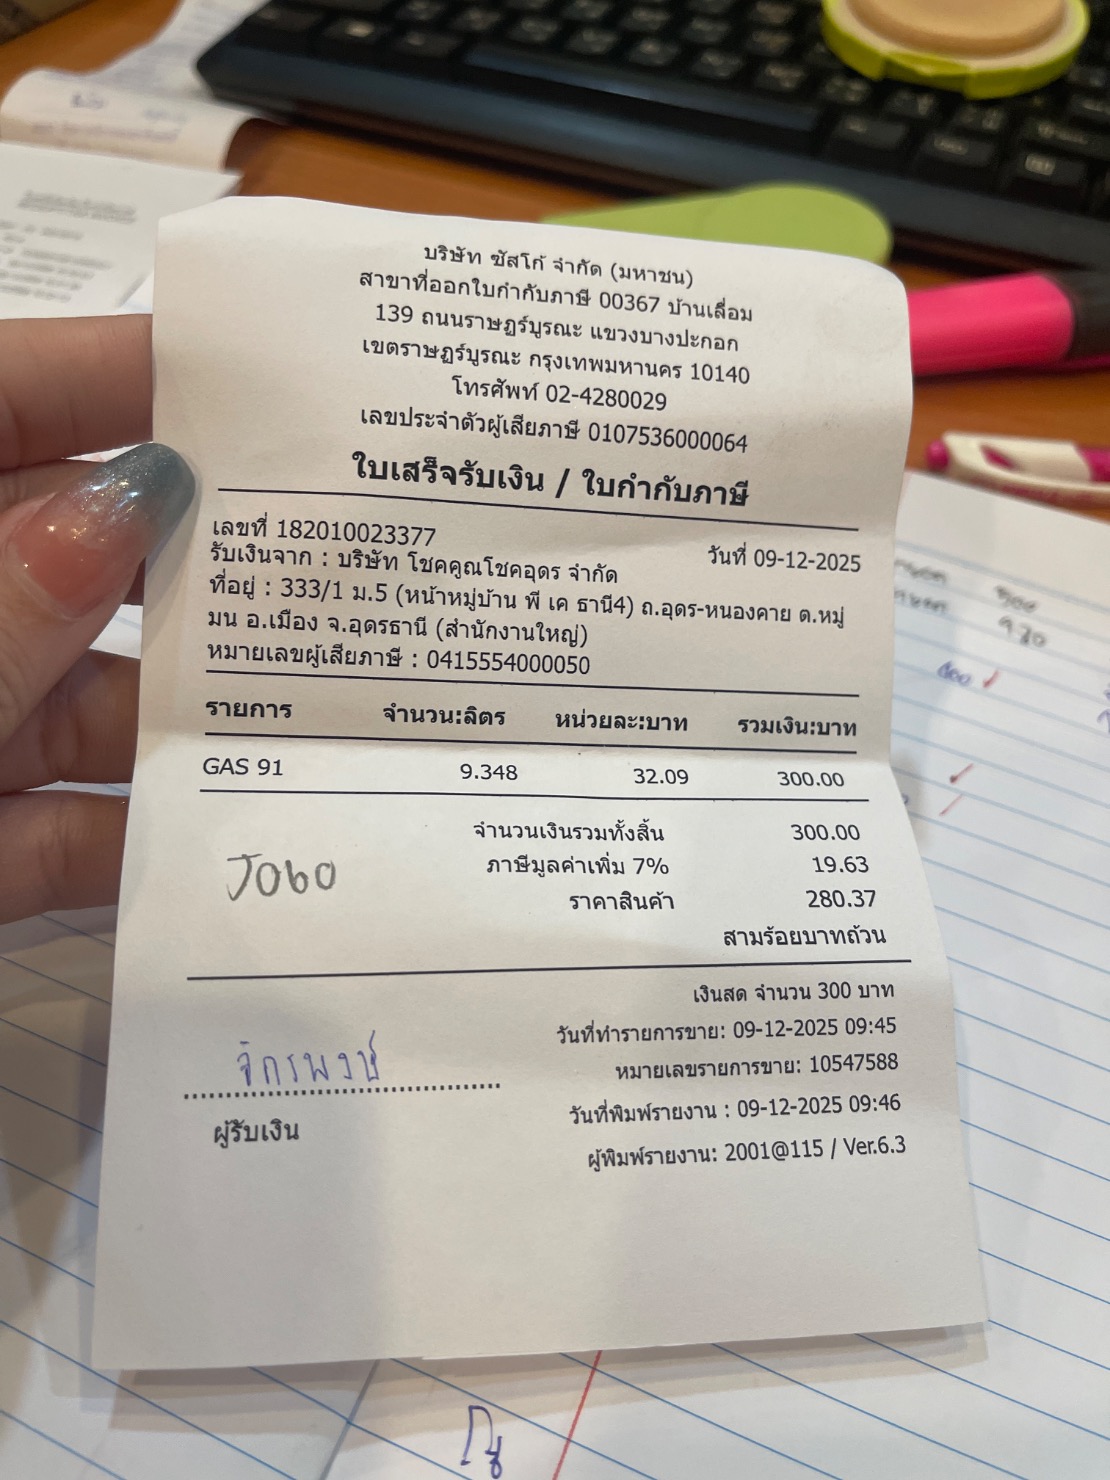 บริษัท ซัสโก้ จำกัด (มหาชน)
สาขาที่ออกใบกำกับภาษี 00367 บ้านเลื่อม
139 ถนนราษฎร์บูรณะ แขวงบางปะกอก
เขตราษฎร์บูรณะ กรุงเทพมหานคร 10140
โทรศัพท์ 02-4280029
เลขประจำตัวผู้เสียภาษี 0107536000064
ใบเสร็จรับเงิน / ใบกำกับภาษี
เลขที่ 182010023377
วันที่ 09-12-2025
รับเงินจาก : บริษัท โชคคูณโชคอุดร จำกัด
ที่อยู่ : 333/1 ม.5 (หน้าหมู่บ้าน พี เค ธานี4) ถ.อุดร-หนองคาย ต.หมู่
มน อ.เมือง จ.อุดรธานี (สำนักงานใหญ่)
หมายเลขผู้เสียภาษี : 0415554000050
รายการ จำนวน:ลิตร หน่วยละ:บาท รวมเงิน:บาท
GAS 91 9.348 32.09 300.00
จำนวนเงินรวมทั้งสิ้น 300.00
ภาษีมูลค่าเพิ่ม 7% 19.63
JOBO
ราคาสินค้า 280.37
สามร้อยบาทถ้วน
เงินสด จำนวน 300 บาท
วันที่ทำรายการขาย: 09-12-2025 09:45
หมายเลขรายการขาย: 10547588
จักรพงษ์
วันที่พิมพ์รายงาน : 09-12-2025 09:46
ผู้รับเงิน
ผู้พิมพ์รายงาน: 2001@115 / Ver.6.3